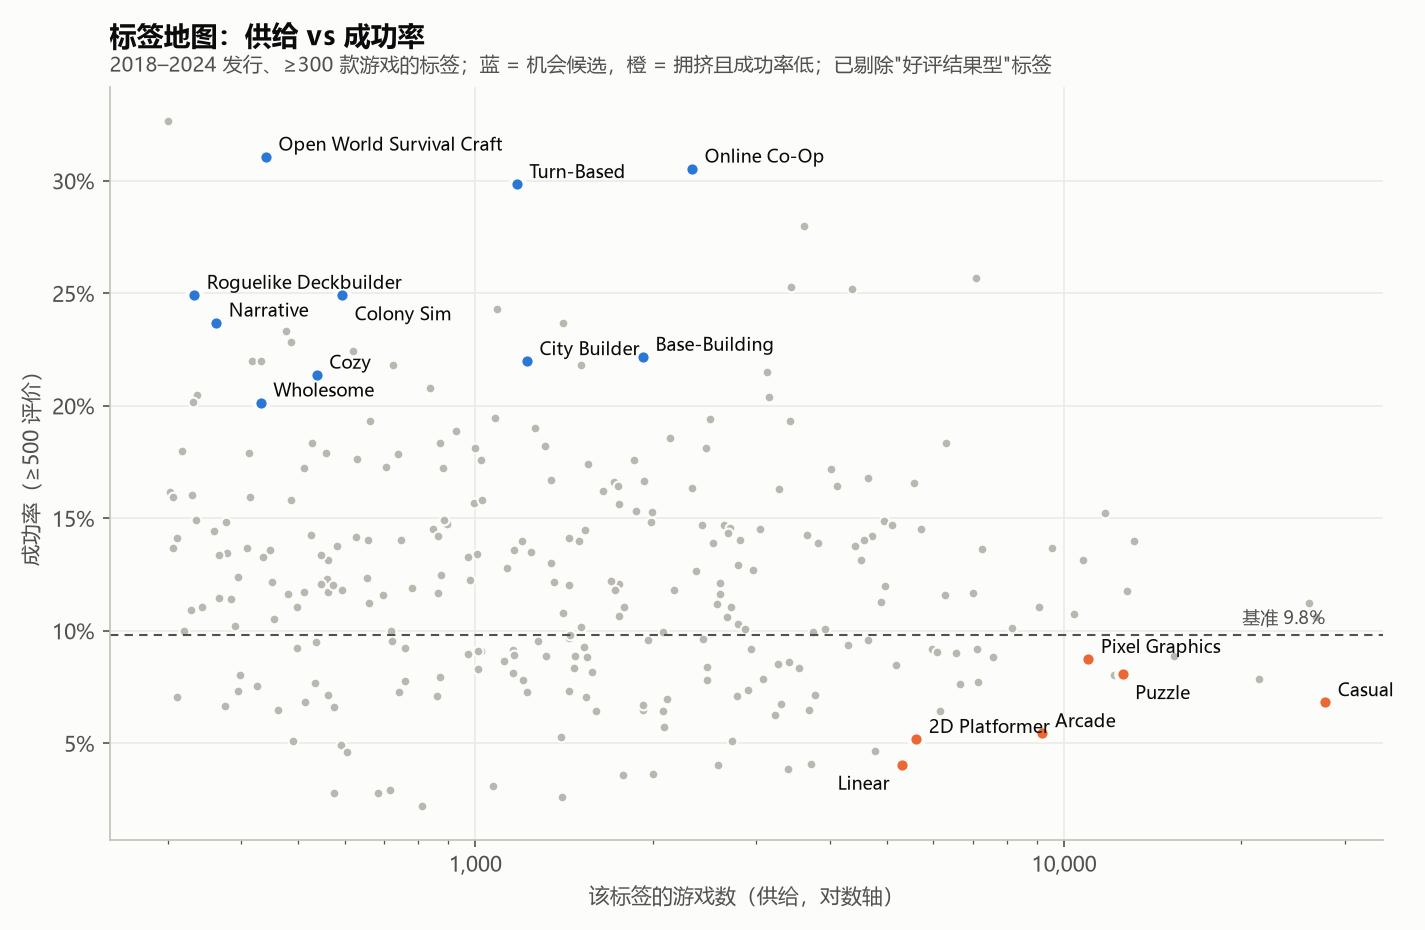 标签地图：供给 vs 成功率
2018–2024 发行、≥300 款游戏的标签；蓝 = 机会候选，橙 = 拥挤且成功率低；已剔除"好评结果型"标签
Open World Survival Craft
Online Co-Op
Turn-Based
30%
Roguelike Deckbuilder
25%
Narrative
Colony Sim
City Builder
Base-Building
Cozy
Wholesome
20%
成功率（≥500 评价）
15%
基准 9.8%
10%
Pixel Graphics
Puzzle
Casual
2D Platformer
Arcade
5%
Linear
1,000
10,000
该标签的游戏数（供给，对数轴）